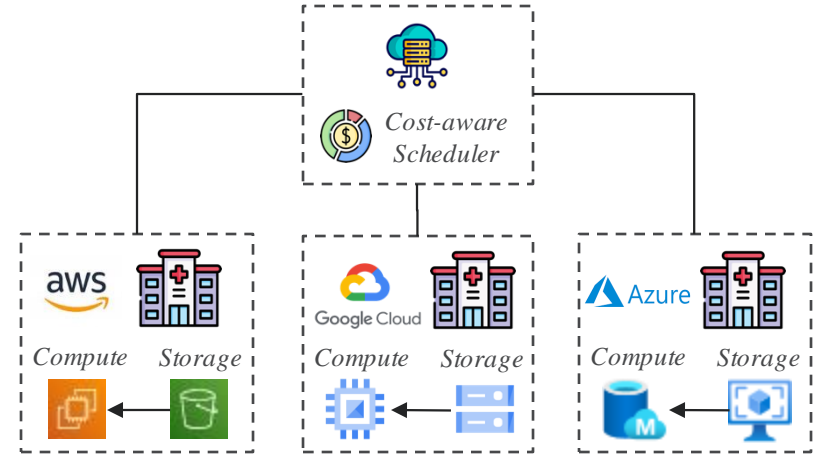 $
Cost-aware
Scheduler
aws
Google Cloud
Azure
Compute Storage
Compute Storage
Compute Storage
M